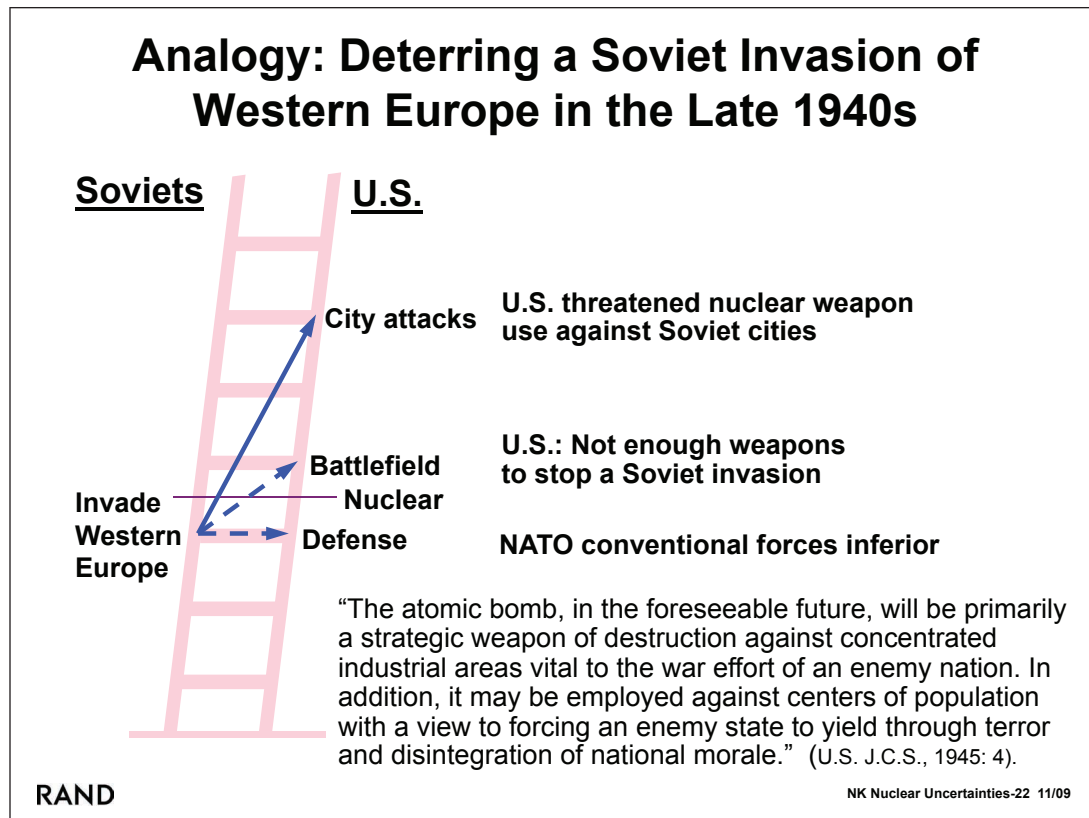 Analogy: Deterring a Soviet Invasion of
Western Europe in the Late 1940s
Soviets
U.S.
City attacks
U.S. threatened nuclear weapon
use against Soviet cities
Battlefield
U.S.: Not enough weapons
to stop a Soviet invasion
Nuclear
Invade
Western
Europe
Defense
NATO conventional forces inferior
“The atomic bomb, in the foreseeable future, will be primarily
a strategic weapon of destruction against concentrated
industrial areas vital to the war effort of an enemy nation. In
addition, it may be employed against centers of population
with a view to forcing an enemy state to yield through terror
and disintegration of national morale.” (U.S. J.C.S., 1945: 4).
RAND
NK Nuclear Uncertainties-22 11/09